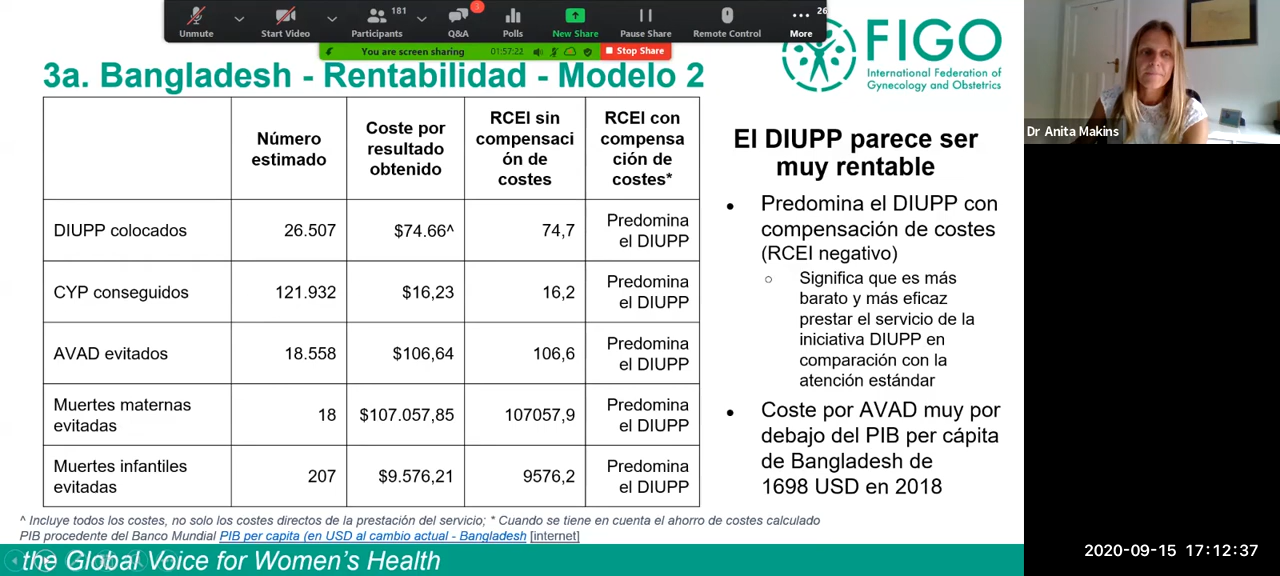 Unmute
Start Video
181
Participants
3
Q&A
Polls
New Share
Pause Share
Remote Control
26
More
You are screen sharing
01:57:22
Stop Share
FIGO
International Federation of
Gynecology and Obstetrics
Dr Anita Makins
3a. Bangladesh - Rentabilidad - Modelo 2
Número
estimado
Coste por
resultado
obtenido
RCEI sin
compensaci
ón de
costes
RCEI con
compensa
ción de
costes*
DIUPP colocados
26.507
$74.66^
74,7
Predomina
el DIUPP
CYP conseguidos
121.932
$16,23
16,2
Predomina
el DIUPP
AVAD evitados
18.558
$106,64
106,6
Predomina
el DIUPP
Muertes maternas
evitadas
18
$107.057,85
107057,9
Predomina
el DIUPP
Muertes infantiles
evitadas
207
$9.576,21
9576,2
Predomina
el DIUPP
El DIUPP parece ser
muy rentable
• Predomina el DIUPP con
compensación de costes
(RCEI negativo)
○ Significa que es más
barato y más eficaz
prestar el servicio de la
iniciativa DIUPP en
comparación con la
atención estándar
• Coste por AVAD muy por
debajo del PIB per cápita
de Bangladesh de
1698 USD en 2018
^ Incluye todos los costes, no solo los costes directos de la prestación del servicio; * Cuando se tiene en cuenta el ahorro de costes calculado
PIB procedente del Banco Mundial PIB per capita (en USD al cambio actual - Bangladesh [internet]
the Global Voice for Women's Health
2020-09-15 17:12:37